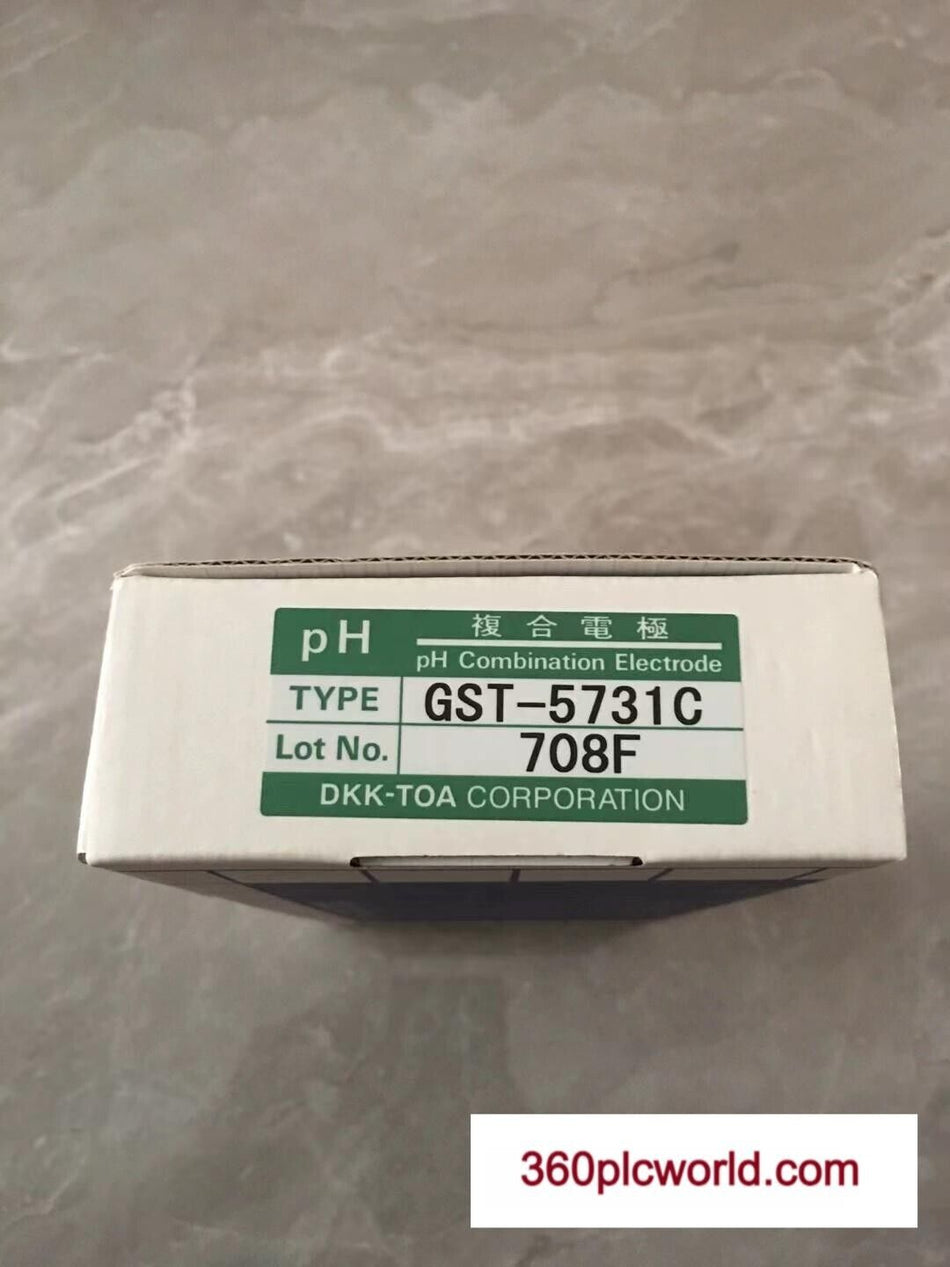 pH 複合電極
pH Combination Electrode
TYPE GST-5731C
Lot No. 708F
DKK-TOA CORPORATION
360plcworld.com